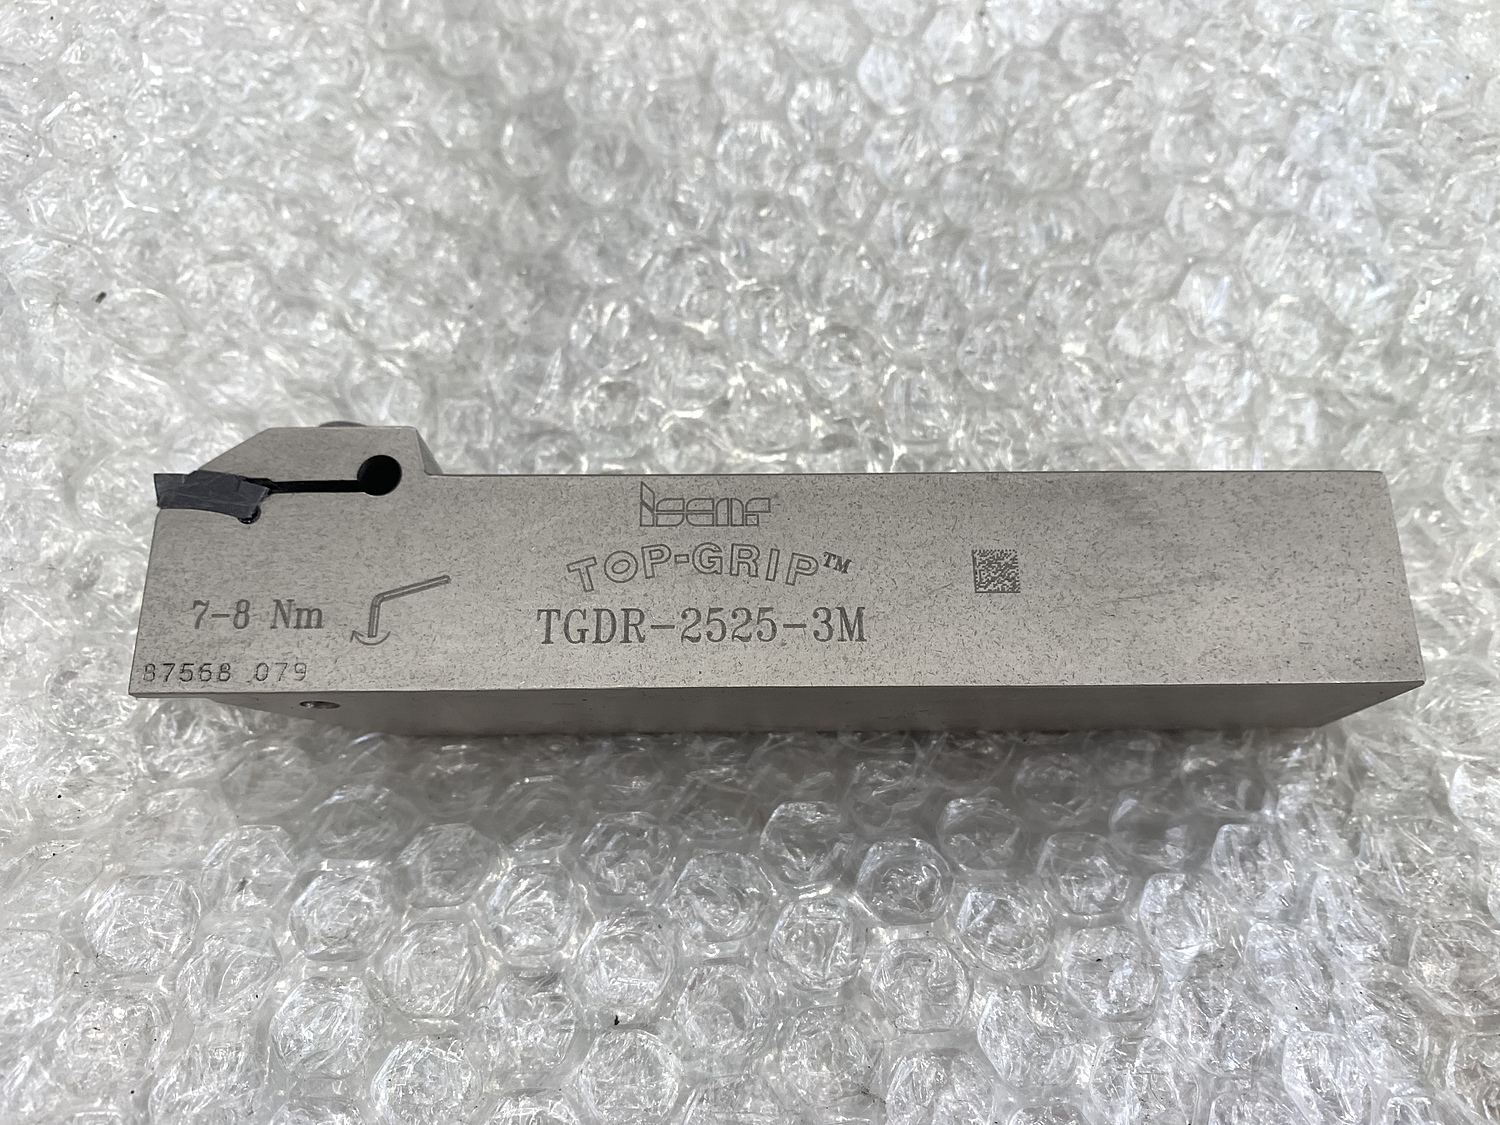 Iscar
TOP-GRIP™
TGDR-2525-3M
7-8 Nm
87568 079